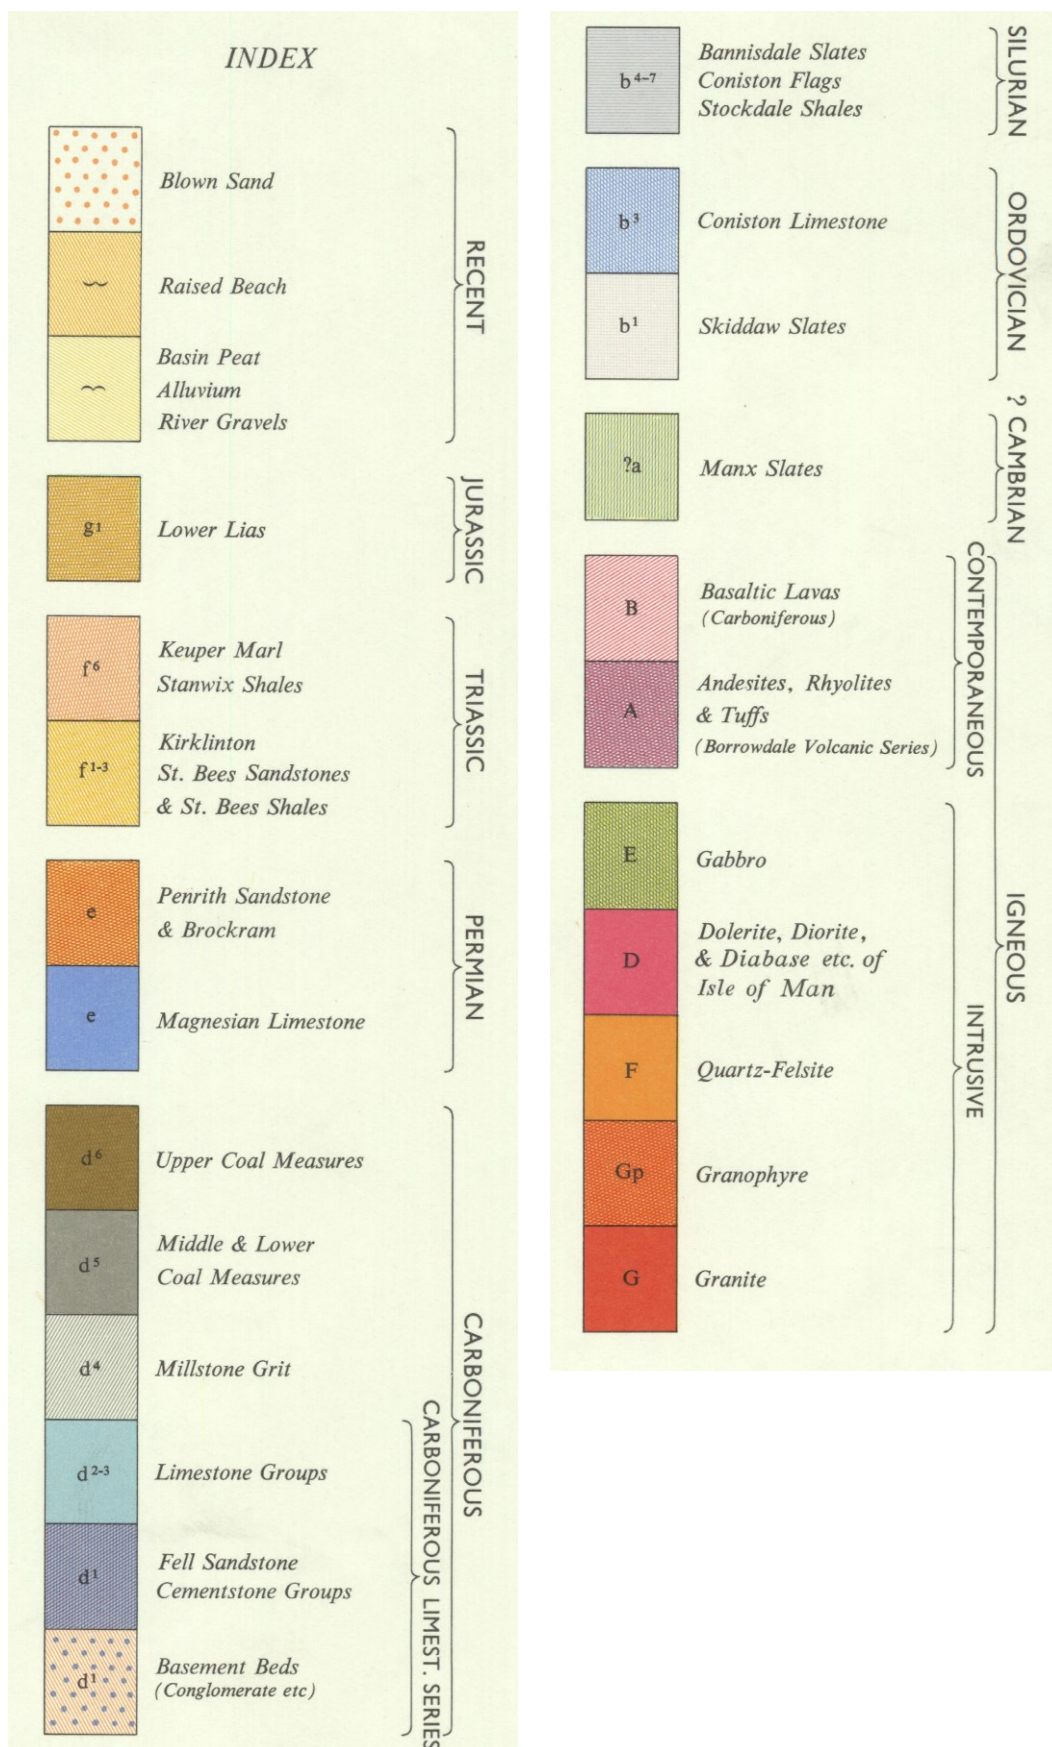 INDEX
Blown Sand
Raised Beach
Basin Peat
Alluvium
River Gravels
RECENT
g1
Lower Lias
JURASSIC
f6
Keuper Marl
Stanwix Shales
f1-3
Kirklinton
St. Bees Sandstones
& St. Bees Shales
TRIASSIC
e
Penrith Sandstone
& Brockram
e
Magnesian Limestone
PERMIAN
d6
Upper Coal Measures
d5
Middle & Lower
Coal Measures
d4
Millstone Grit
d2-3
Limestone Groups
d1
Fell Sandstone
Cementstone Groups
d1
Basement Beds
(Conglomerate etc)
CARBONIFEROUS LIMEST. SERIES
CARBONIFEROUS
b4-7
Bannisdale Slates
Coniston Flags
Stockdale Shales
SILURIAN
b3
Coniston Limestone
b1
Skiddaw Slates
ORDOVICIAN
?a
Manx Slates
? CAMBRIAN
B
Basaltic Lavas
(Carboniferous)
A
Andesites, Rhyolites
& Tuffs
(Borrowdale Volcanic Series)
CONTEMPORANEOUS
E
Gabbro
D
Dolerite, Diorite,
& Diabase etc. of
Isle of Man
F
Quartz-Felsite
Gp
Granophyre
G
Granite
INTRUSIVE
IGNEOUS